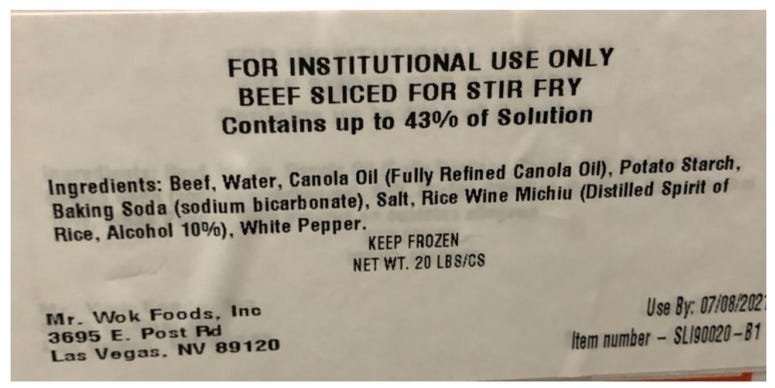 FOR INSTITUTIONAL USE ONLY
BEEF SLICED FOR STIR FRY
Contains up to 43% of Solution
Ingredients: Beef, Water, Canola Oil (Fully Refined Canola Oil), Potato Starch,
Baking Soda (sodium bicarbonate), Salt, Rice Wine Michiu (Distilled Spirit of
Rice, Alcohol 10%), White Pepper.
KEEP FROZEN
NET WT. 20 LBS/CS
Mr. Wok Foods, Inc
3695 E. Post Rd
Las Vegas, NV 89120
Use By: 07/08/202
Item number - SLI90020-B1